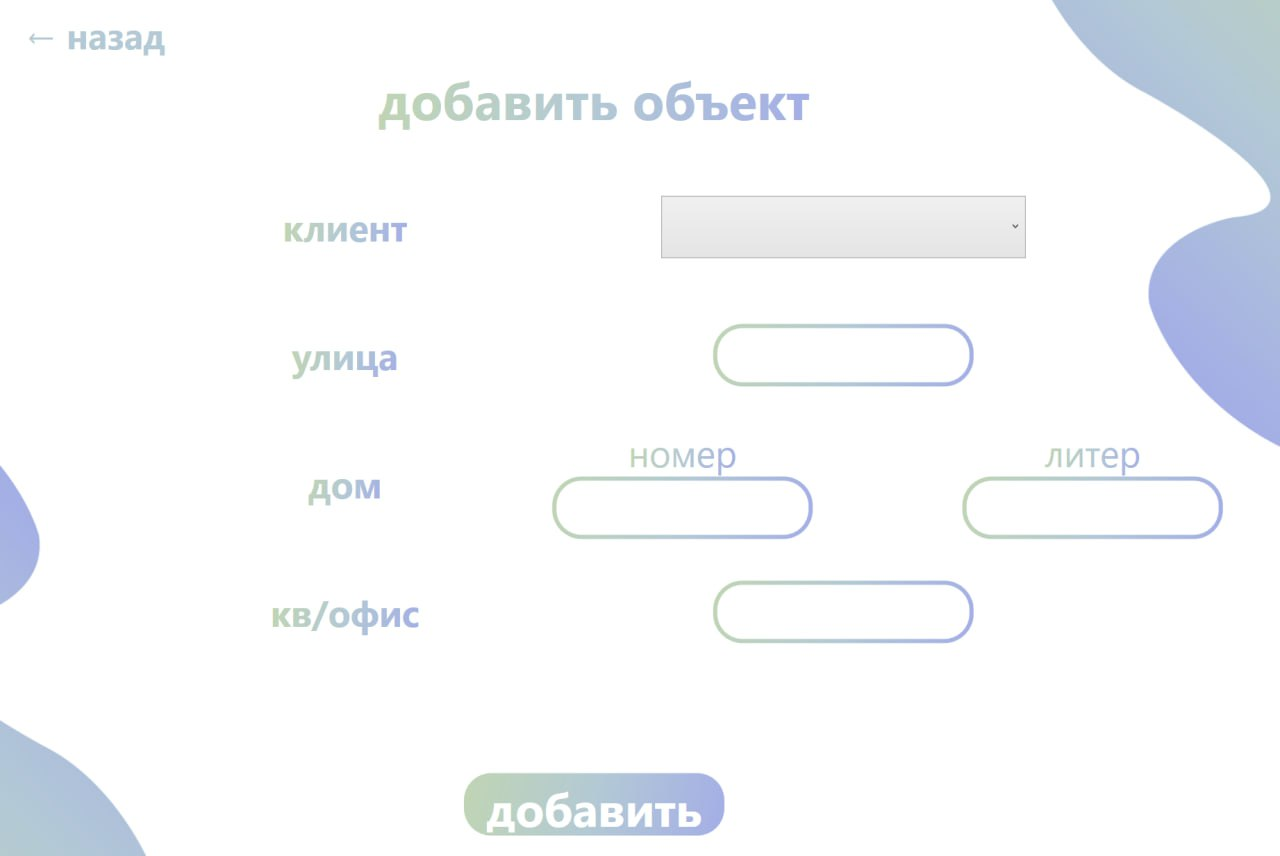 ← назад
добавить объект
клиент
улица
номер
литер
дом
кв/офис
добавить